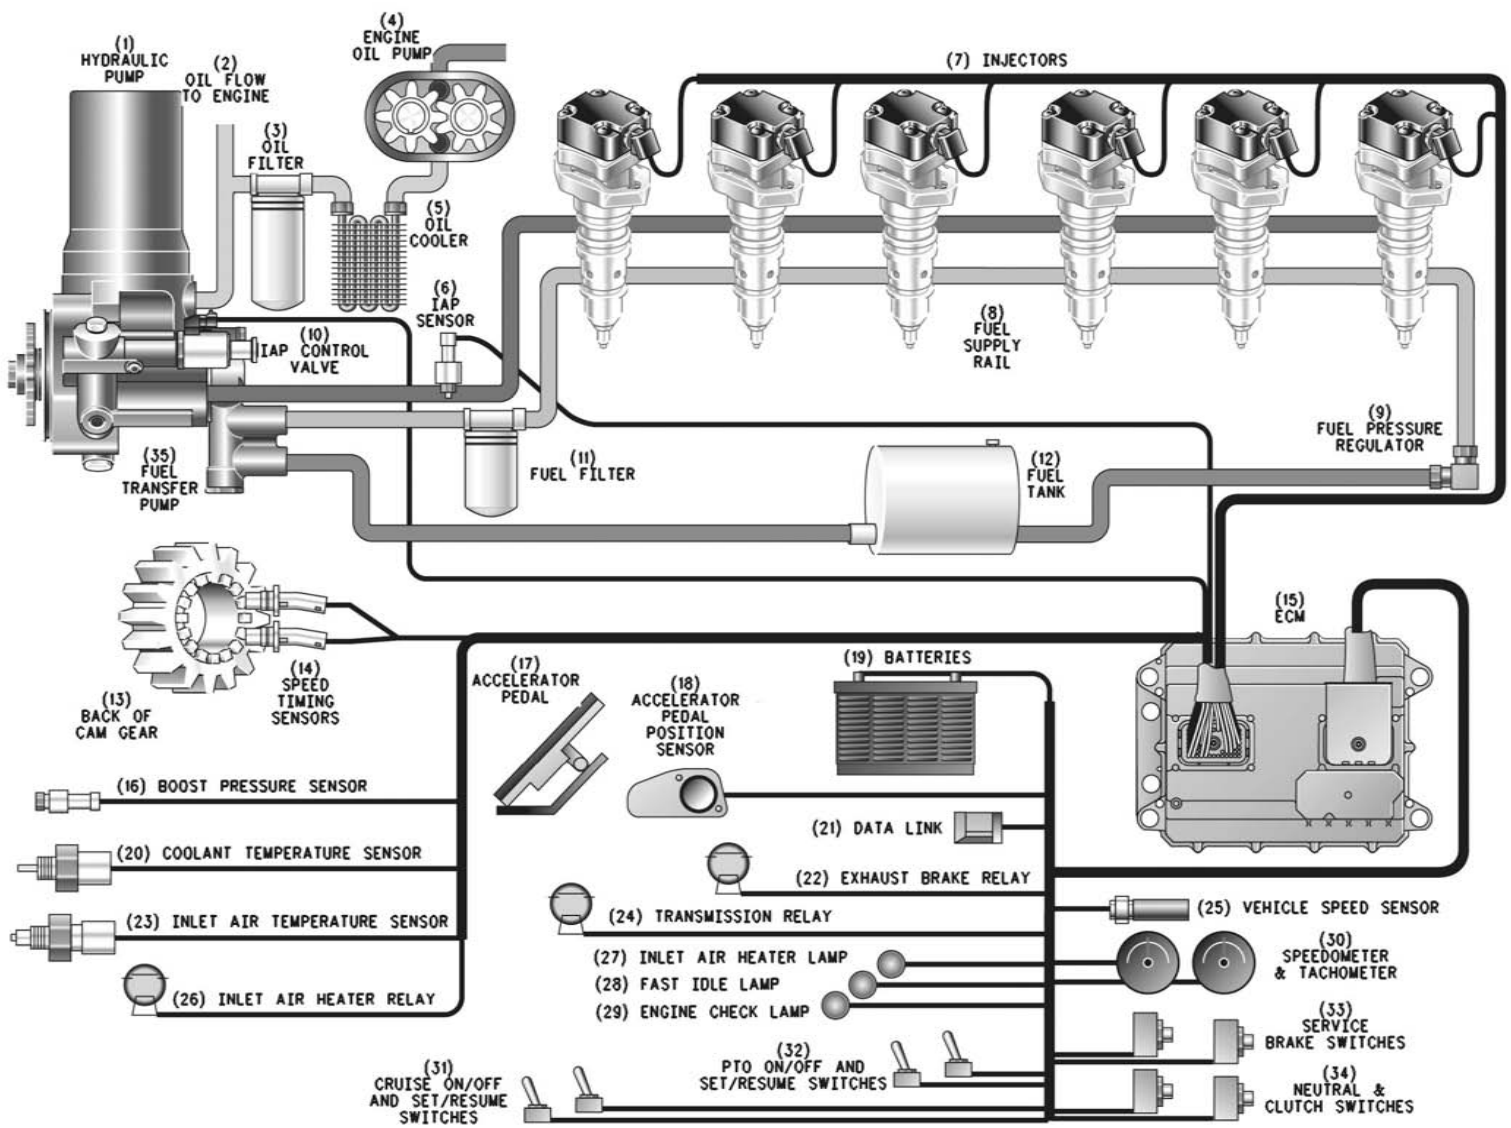 (1)
HYDRAULIC
PUMP
(2)
OIL FLOW
TO ENGINE
(3)
OIL
FILTER
(4)
ENGINE
OIL PUMP
(5)
OIL
COOLER
(6)
IAP
SENSOR
(7) INJECTORS
(8)
FUEL
SUPPLY
RAIL
(9)
FUEL PRESSURE
REGULATOR
(10)
IAP CONTROL
VALVE
(11)
FUEL FILTER
(12)
FUEL
TANK
(35)
FUEL
TRANSFER
PUMP
(13)
BACK OF
CAM GEAR
(14)
SPEED
TIMING
SENSORS
(15)
ECM
(16) BOOST PRESSURE SENSOR
(17)
ACCELERATOR
PEDAL
(18)
ACCELERATOR
PEDAL
POSITION
SENSOR
(19) BATTERIES
(20) COOLANT TEMPERATURE SENSOR
(21) DATA LINK
(22) EXHAUST BRAKE RELAY
(23) INLET AIR TEMPERATURE SENSOR
(24) TRANSMISSION RELAY
(25) VEHICLE SPEED SENSOR
(26) INLET AIR HEATER RELAY
(27) INLET AIR HEATER LAMP
(28) FAST IDLE LAMP
(29) ENGINE CHECK LAMP
(30)
SPEEDOMETER
& TACHOMETER
(31)
CRUISE ON/OFF
AND SET/RESUME
SWITCHES
(32)
PTO ON/OFF AND
SET/RESUME SWITCHES
(33)
SERVICE
BRAKE SWITCHES
(34)
NEUTRAL &
CLUTCH SWITCHES